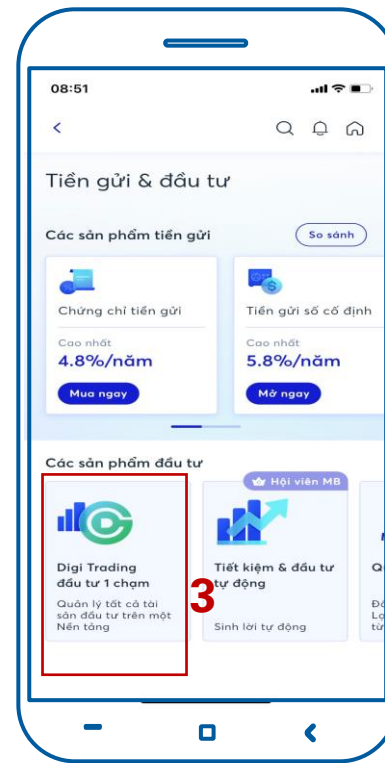 08:51
Tiền gửi & đầu tư
Các sản phẩm tiền gửi
So sánh
Chứng chỉ tiền gửi
Cao nhất
4.8%/năm
Mua ngay
Tiền gửi số cố định
Cao nhất
5.8%/năm
Mở ngay
Các sản phẩm đầu tư
Hội viên MB
Digi Trading
đầu tư 1 chạm
Quản lý tất cả tài
sản đầu tư trên một
Nền tảng
3
Tiết kiệm & đầu tư
tự động
Sinh lời tự động